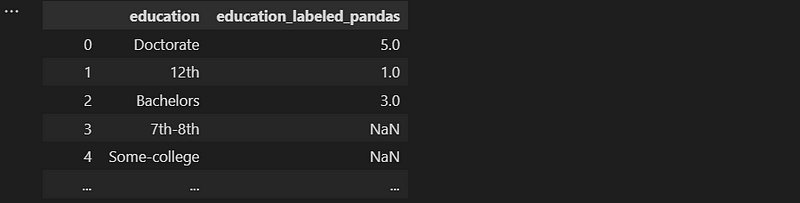 ...
education education_labeled_pandas
0 Doctorate 5.0
1 12th 1.0
2 Bachelors 3.0
3 7th-8th NaN
4 Some-college NaN
... ... ...